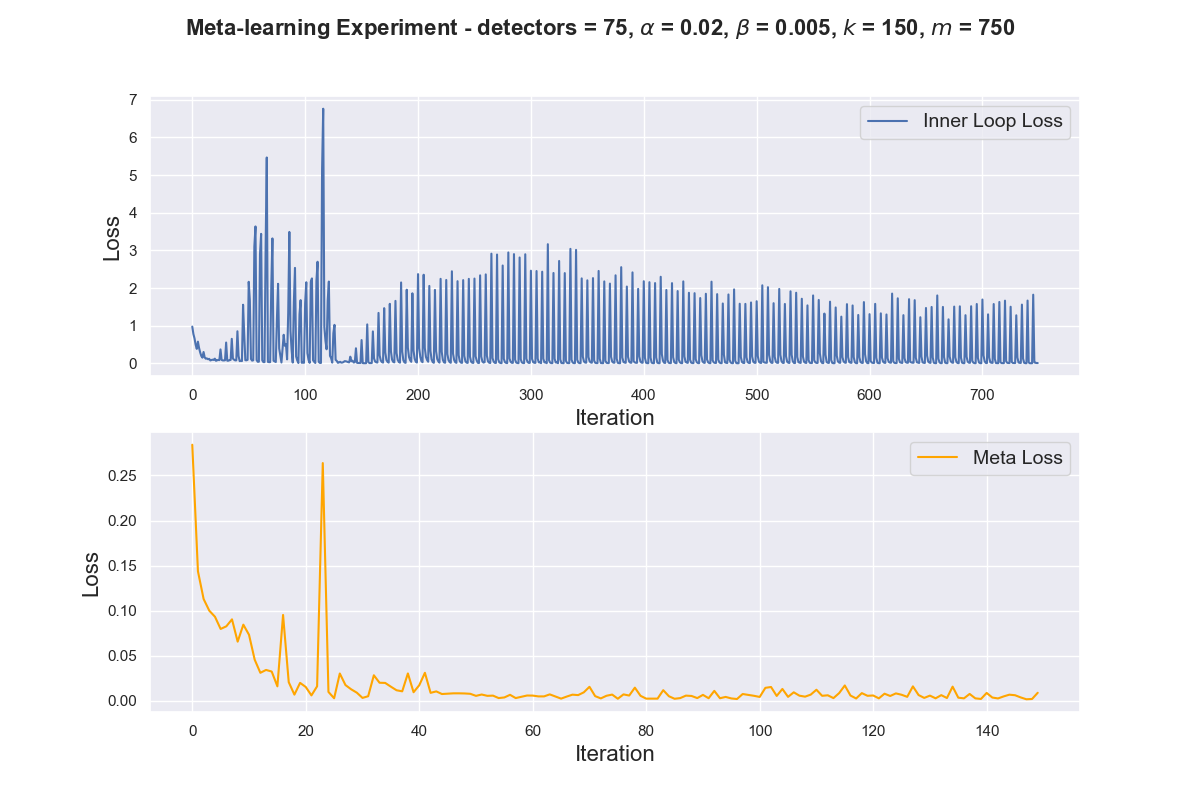 Meta-learning Experiment - detectors = 75, α = 0.02, β = 0.005, k = 150, m = 750
7
6
5
4
3
2
1
0
Loss
Inner Loop Loss
0 100 200 300 400 500 600 700
Iteration
0.25
0.20
0.15
0.10
0.05
0.00
Loss
Meta Loss
0 20 40 60 80 100 120 140
Iteration